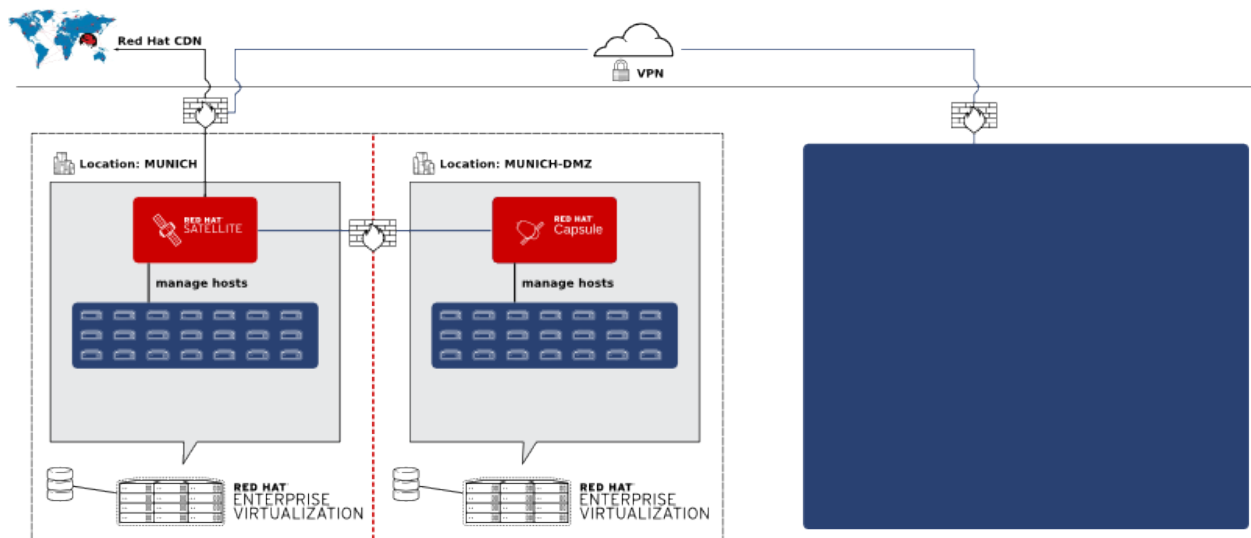 Red Hat CDN
VPN
Location: MUNICH
Location: MUNICH-DMZ
RED HAT
SATELLITE
RED HAT
Capsule
manage hosts
manage hosts
RED HAT
ENTERPRISE
VIRTUALIZATION
RED HAT
ENTERPRISE
VIRTUALIZATION